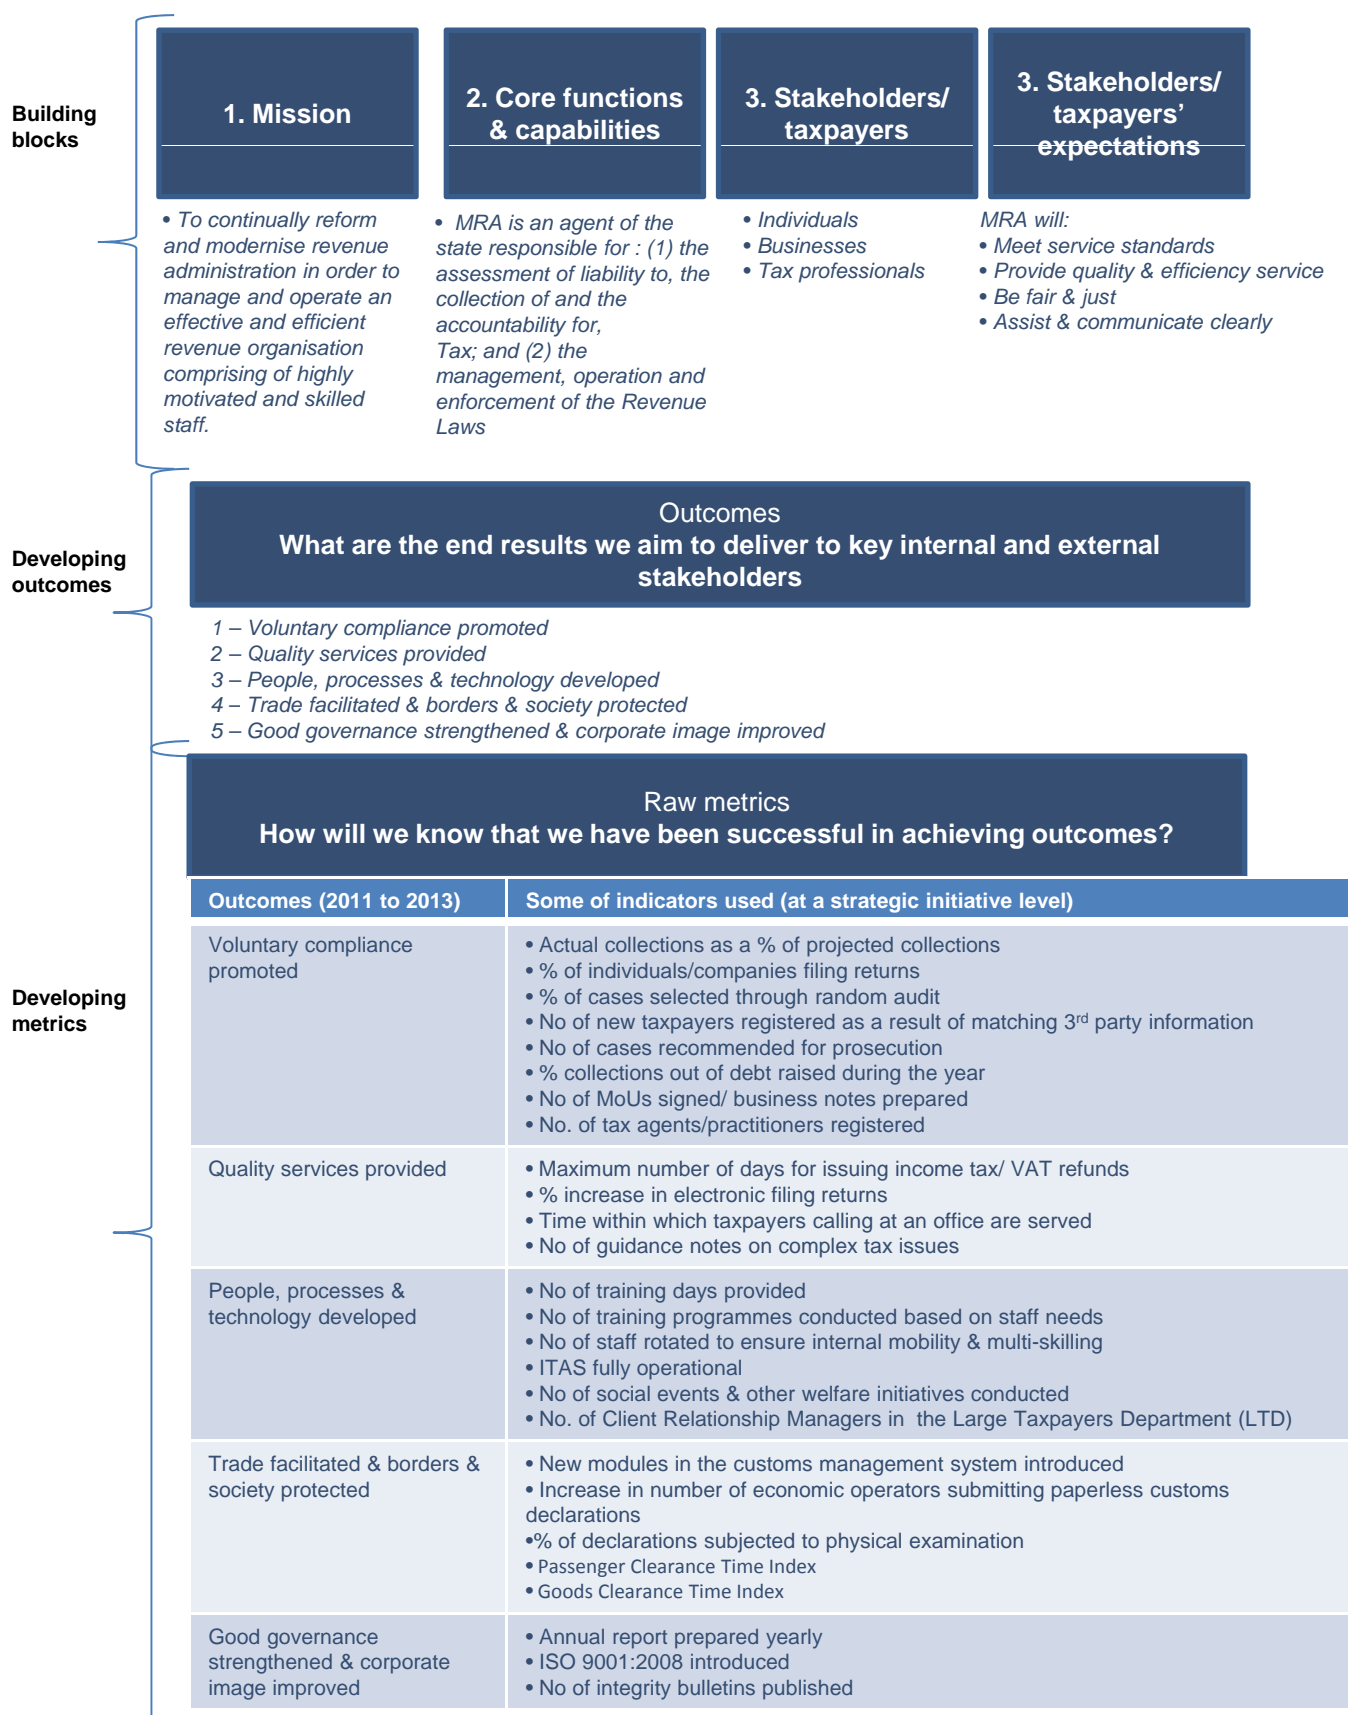 Building
blocks
1. Mission
2. Core functions
& capabilities
3. Stakeholders/
taxpayers
3. Stakeholders/
taxpayers’
expectations
• To continually reform
and modernise revenue
administration in order to
manage and operate an
effective and efficient
revenue organisation
comprising of highly
motivated and skilled
staff.
• MRA is an agent of the
state responsible for : (1) the
assessment of liability to, the
collection of and the
accountability for,
Tax; and (2) the
management, operation and
enforcement of the Revenue
Laws
• Individuals
• Businesses
• Tax professionals
MRA will:
• Meet service standards
• Provide quality & efficiency service
• Be fair & just
• Assist & communicate clearly
Developing
outcomes
Outcomes
What are the end results we aim to deliver to key internal and external
stakeholders
1 – Voluntary compliance promoted
2 – Quality services provided
3 – People, processes & technology developed
4 – Trade facilitated & borders & society protected
5 – Good governance strengthened & corporate image improved
Developing
metrics
Raw metrics
How will we know that we have been successful in achieving outcomes?
Outcomes (2011 to 2013)
Some of indicators used (at a strategic initiative level)
Voluntary compliance
promoted
• Actual collections as a % of projected collections
• % of individuals/companies filing returns
• % of cases selected through random audit
• No of new taxpayers registered as a result of matching 3rd party information
• No of cases recommended for prosecution
• % collections out of debt raised during the year
• No of MoUs signed/ business notes prepared
• No. of tax agents/practitioners registered
Quality services provided
• Maximum number of days for issuing income tax/ VAT refunds
• % increase in electronic filing returns
• Time within which taxpayers calling at an office are served
• No of guidance notes on complex tax issues
People, processes &
technology developed
• No of training days provided
• No of training programmes conducted based on staff needs
• No of staff rotated to ensure internal mobility & multi-skilling
• ITAS fully operational
• No of social events & other welfare initiatives conducted
• No. of Client Relationship Managers in the Large Taxpayers Department (LTD)
Trade facilitated & borders &
society protected
• New modules in the customs management system introduced
• Increase in number of economic operators submitting paperless customs
declarations
•% of declarations subjected to physical examination
• Passenger Clearance Time Index
• Goods Clearance Time Index
Good governance
strengthened & corporate
image improved
• Annual report prepared yearly
• ISO 9001:2008 introduced
• No of integrity bulletins published